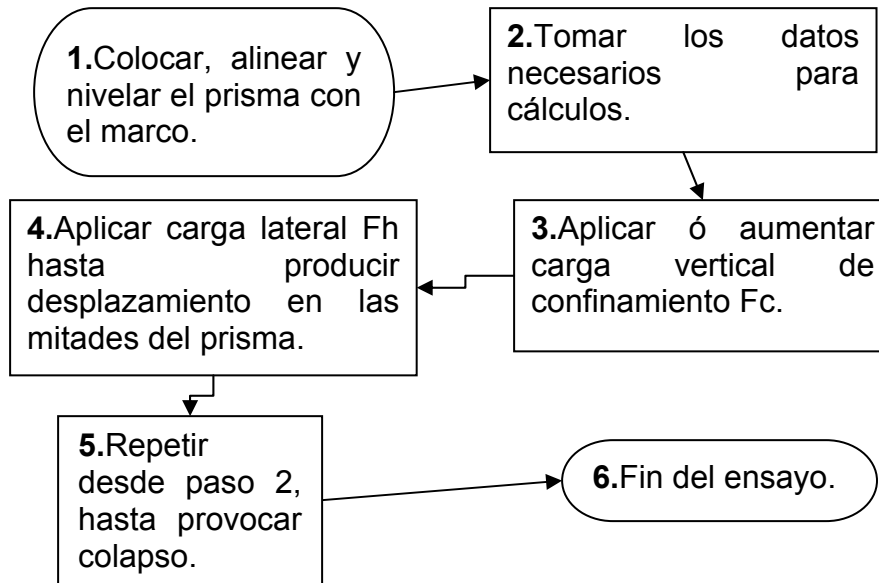 1.Colocar, alinear y
nivelar el prisma con
el marco.
2.Tomar los datos
necesarios para
cálculos.
3.Aplicar ó aumentar
carga vertical de
confinamiento Fc.
4.Aplicar carga lateral Fh
hasta producir
desplazamiento en las
mitades del prisma.
5.Repetir
desde paso 2,
hasta provocar
colapso.
6.Fin del ensayo.